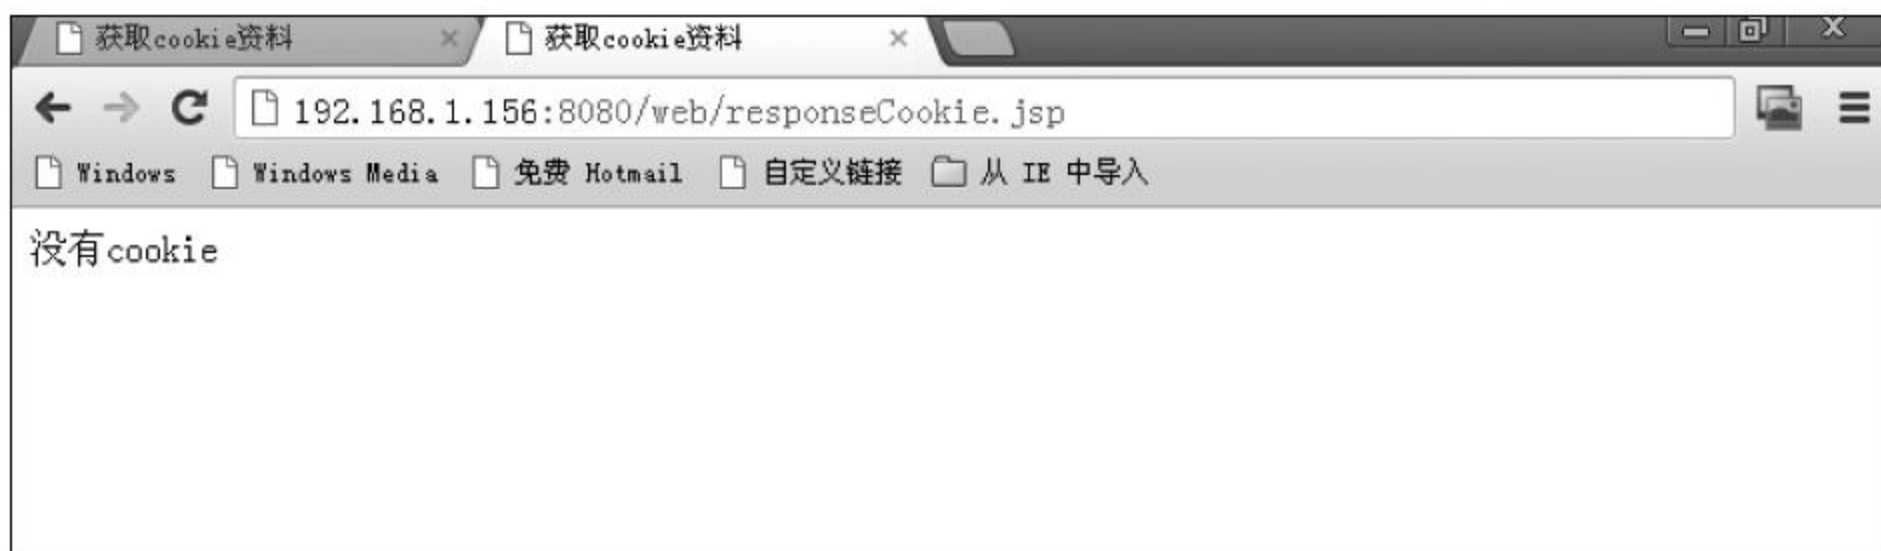 获取cookie资料 获取cookie资料
192.168.1.156:8080/web/responseCookie.jsp
Windows Windows Media 免费 Hotmail 自定义链接 从 IE 中导入
没有cookie